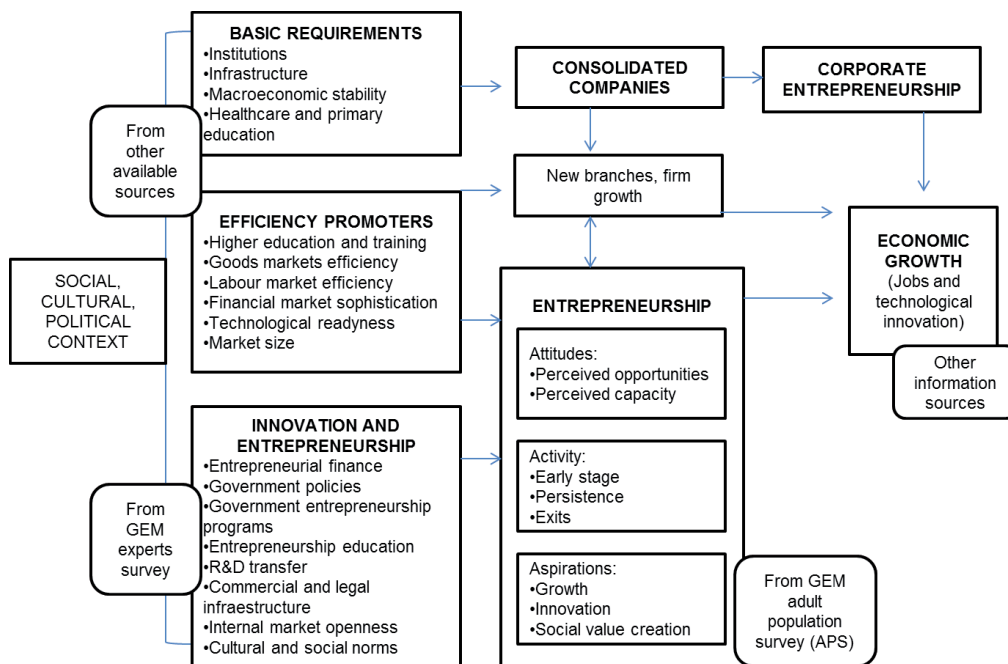 BASIC REQUIREMENTS
•Institutions
•Infrastructure
•Macroeconomic stability
•Healthcare and primary
education
From
other
available
sources
EFFICIENCY PROMOTERS
•Higher education and training
•Goods markets efficiency
•Labour market efficiency
•Financial market sophistication
•Technological readyness
•Market size
SOCIAL,
CULTURAL,
POLITICAL
CONTEXT
INNOVATION AND
ENTREPRENEURSHIP
•Entrepreneurial finance
•Government policies
•Government entrepreneurship
programs
•Entrepreneurship education
•R&D transfer
•Commercial and legal
infraestructure
•Internal market openness
•Cultural and social norms
From
GEM
experts
survey
CONSOLIDATED
COMPANIES
CORPORATE
ENTREPRENEURSHIP
New branches, firm
growth
ENTREPRENEURSHIP
Attitudes:
•Perceived opportunities
•Perceived capacity
Activity:
•Early stage
•Persistence
•Exits
Aspirations:
•Growth
•Innovation
•Social value creation
From GEM
adult
population
survey (APS)
ECONOMIC
GROWTH
(Jobs and
technological
innovation)
Other
information
sources